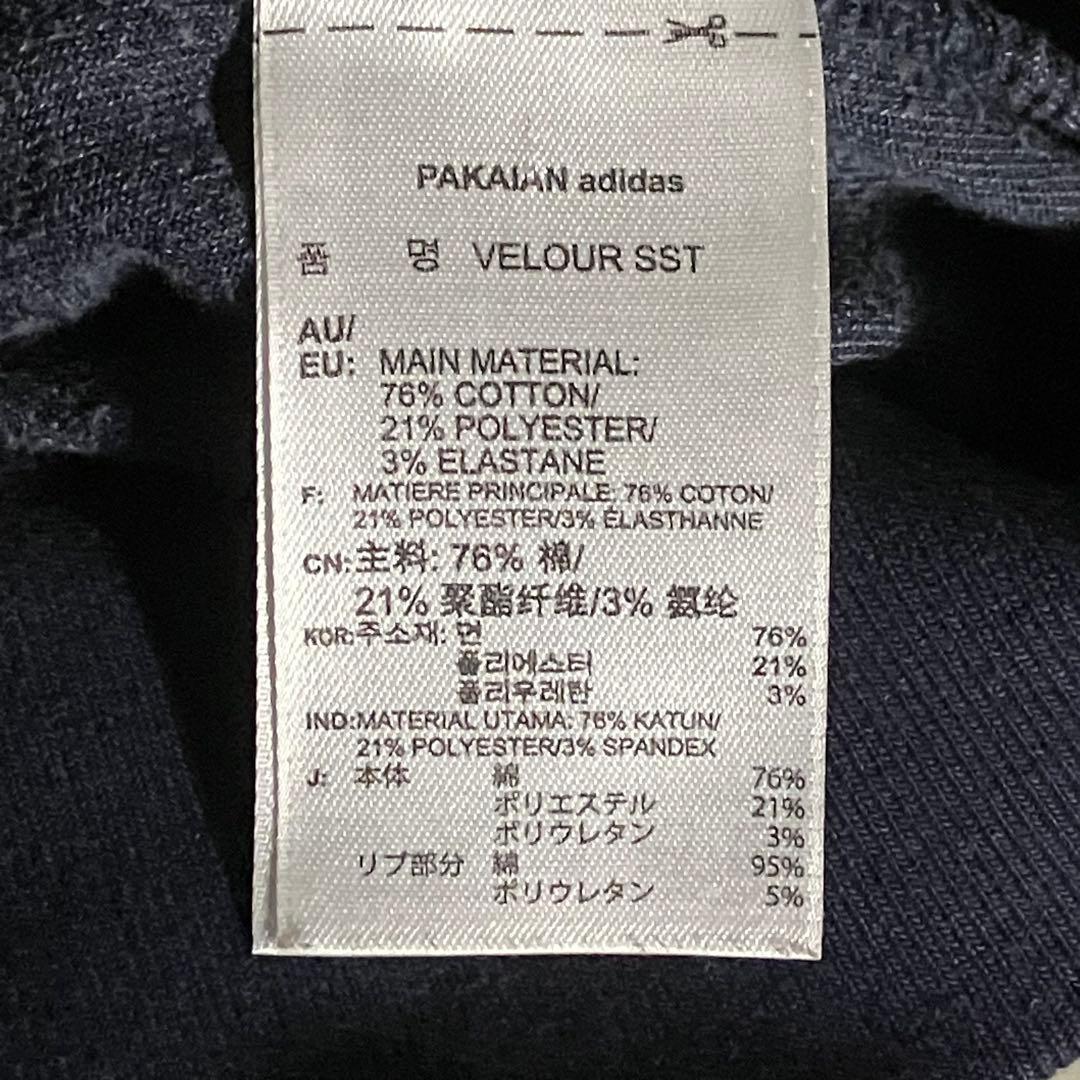 PAKAIAN adidas
품 명 VELOUR SST
AU/
EU: MAIN MATERIAL:
76% COTTON/
21% POLYESTER/
3% ELASTANE
F: MATIERE PRINCIPALE: 76% COTON/
21% POLYESTER/3% ÉLASTHANNE
CN: 主料: 76% 棉/
21% 聚酯纤维/3% 氨纶
KOR: 주소재: 면 76%
폴리에스터 21%
폴리우레탄 3%
IND: MATERIAL UTAMA: 76% KATUN/
21% POLYESTER/3% SPANDEX
J: 本体 綿 76%
ポリエステル 21%
ポリウレタン 3%
リブ部分 綿 95%
ポリウレタン 5%